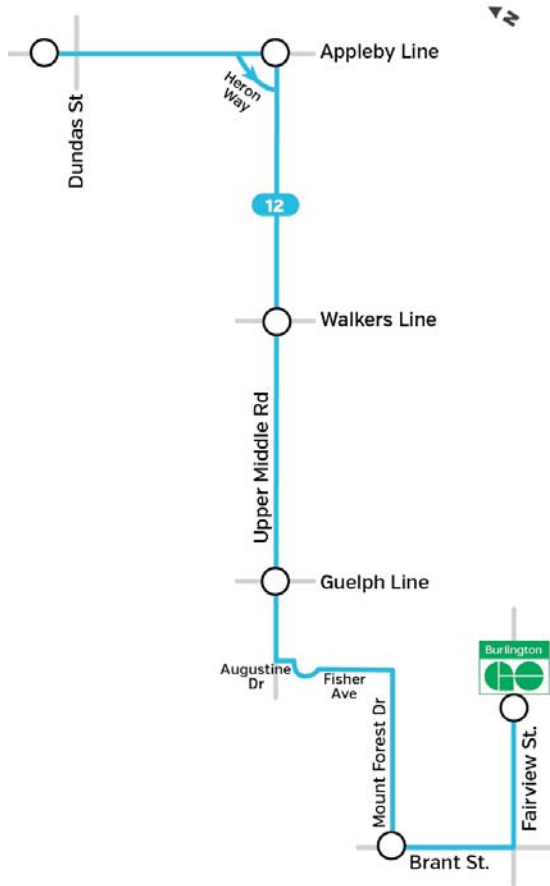 N
Appleby Line
Heron
Way
Dundas St
12
Walkers Line
Upper Middle Rd
Guelph Line
Augustine
Dr
Fisher
Ave
Burlington
GO
Mount Forest Dr
Fairview St.
Brant St.